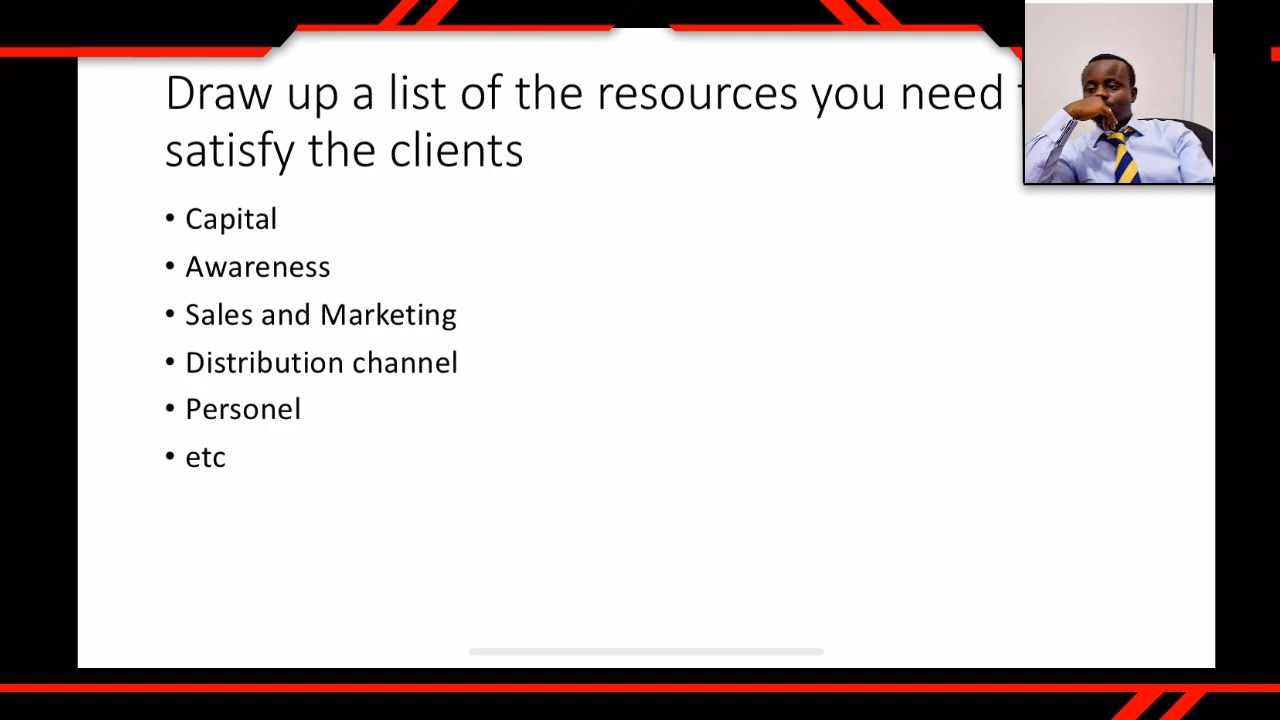 Draw up a list of the resources you need
satisfy the clients
• Capital
• Awareness
• Sales and Marketing
• Distribution channel
• Personel
• etc